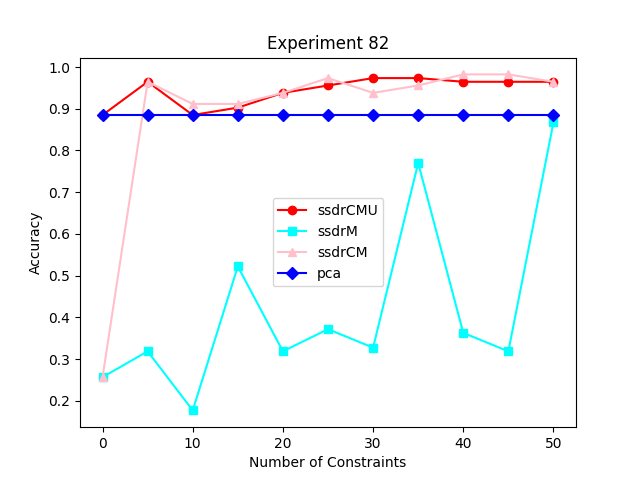 Experiment 82
Accuracy
1.0
0.9
0.8
0.7
0.6
0.5
0.4
0.3
0.2
ssdrCMU
ssdrM
ssdrCM
pca
0 10 20 30 40 50
Number of Constraints